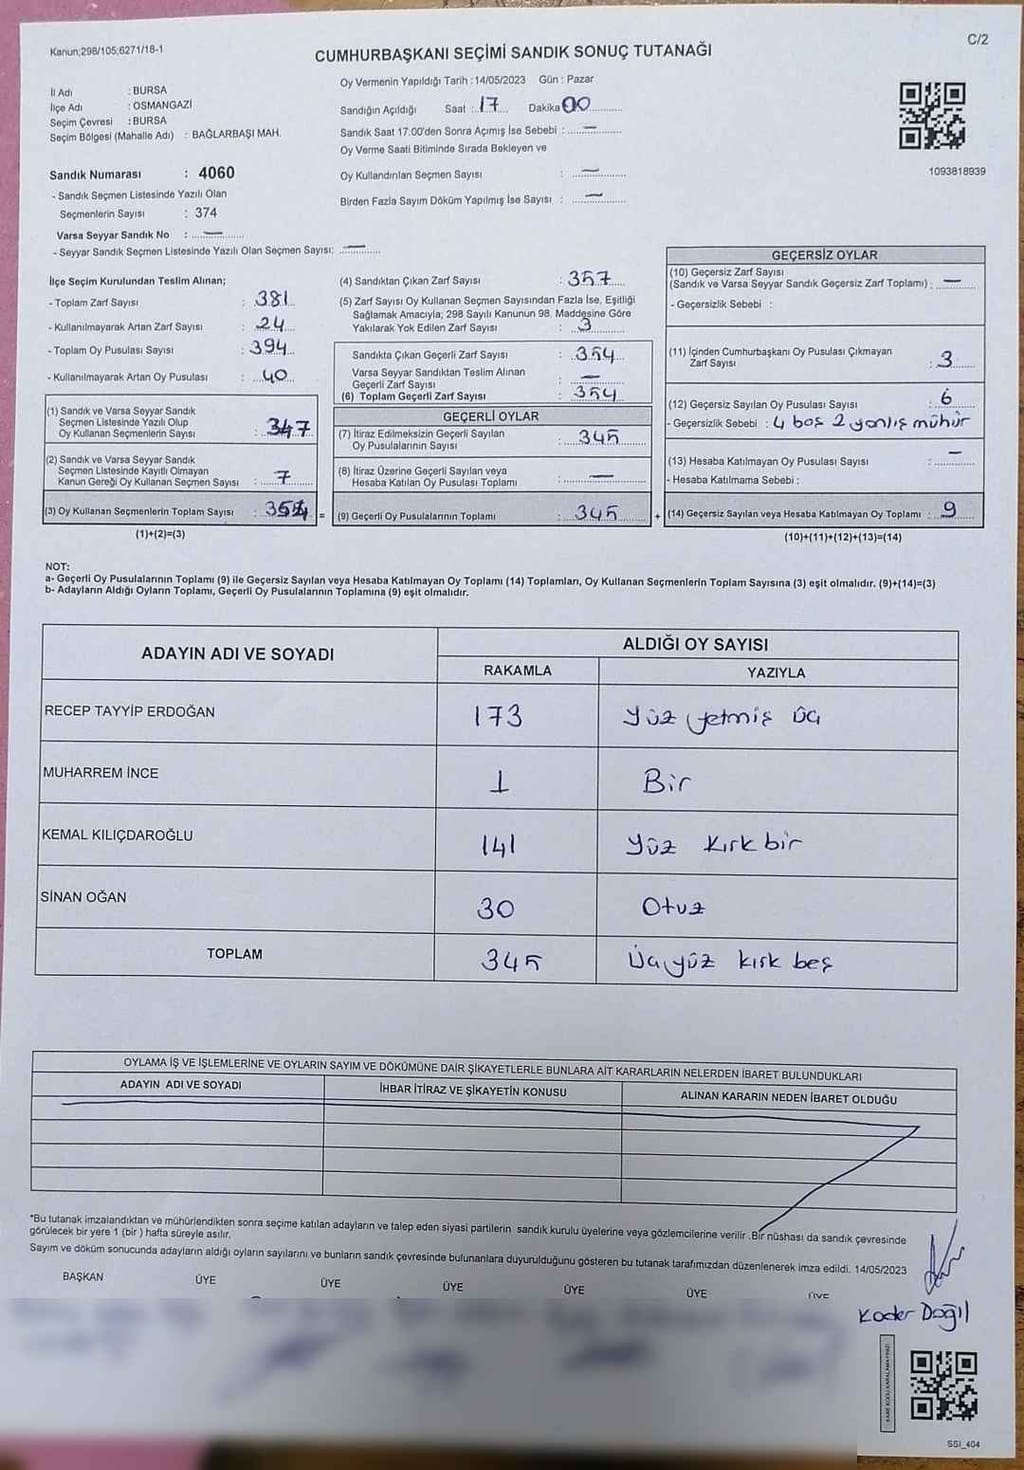 Kanun;298/105;6271/18-1
C/2
CUMHURBAŞKANI SEÇİMİ SANDIK SONUÇ TUTANAĞI
İl Adı : BURSA
İlçe Adı : OSMANGAZİ
Seçim Çevresi : BURSA
Seçim Bölgesi (Mahalle Adı) : BAĞLARBAŞI MAH.
Oy Vermenin Yapıldığı Tarih : 14/05/2023 Gün : Pazar
Sandığın Açıldığı Saat : 17 Dakika 00
Sandık Saat 17.00'den Sonra Açımış İse Sebebi : —
Oy Verme Saati Bitiminde Sırada Bekleyen ve
Oy Kullandırılan Seçmen Sayısı : —
Birden Fazla Sayım Döküm Yapılmış İse Sayısı : —
1093818939
Sandık Numarası : 4060
- Sandık Seçmen Listesinde Yazılı Olan
Seçmenlerin Sayısı : 374
Varsa Seyyar Sandık No : —
- Seyyar Sandık Seçmen Listesinde Yazılı Olan Seçmen Sayısı: —
İlçe Seçim Kurulundan Teslim Alınan;
- Toplam Zarf Sayısı : 381
- Kullanılmayarak Artan Zarf Sayısı : 24
- Toplam Oy Pusulası Sayısı : 394
- Kullanılmayarak Artan Oy Pusulası : 40
(1) Sandık ve Varsa Seyyar Sandık
Seçmen Listesinde Yazılı Olup
Oy Kullanan Seçmenlerin Sayısı : 347
(2) Sandık ve Varsa Seyyar Sandık
Seçmen Listesinde Kayıtlı Olmayan
Kanun Gereği Oy Kullanan Seçmen Sayısı : 7
(3) Oy Kullanan Seçmenlerin Toplam Sayısı : 354 =
(1)+(2)=(3)
(4) Sandıktan Çıkan Zarf Sayısı : 357
(5) Zarf Sayısı Oy Kullanan Seçmen Sayısından Fazla İse, Eşitliği
Sağlamak Amacıyla; 298 Sayılı Kanunun 98. Maddesine Göre
Yakılarak Yok Edilen Zarf Sayısı : 3
Sandıkta Çıkan Geçerli Zarf Sayısı : 354
Varsa Seyyar Sandıktan Teslim Alınan
Geçerli Zarf Sayısı : —
(6) Toplam Geçerli Zarf Sayısı : 354
GEÇERLİ OYLAR
(7) İtiraz Edilmeksizin Geçerli Sayılan
Oy Pusulalarının Sayısı : 345
(8) İtiraz Üzerine Geçerli Sayılan veya
Hesaba Katılan Oy Pusulası Toplamı : —
(9) Geçerli Oy Pusulalarının Toplamı : 345 +
GEÇERSİZ OYLAR
(10) Geçersiz Zarf Sayısı
(Sandık ve Varsa Seyyar Sandık Geçersiz Zarf Toplamı) : —
- Geçersizlik Sebebi :
(11) İçinden Cumhurbaşkanı Oy Pusulası Çıkmayan
Zarf Sayısı : 3
(12) Geçersiz Sayılan Oy Pusulası Sayısı : 6
- Geçersizlik Sebebi : 4 boş 2 yanlış mühür
(13) Hesaba Katılmayan Oy Pusulası Sayısı : —
- Hesaba Katılmama Sebebi :
(14) Geçersiz Sayılan veya Hesaba Katılmayan Oy Toplamı : 9
(10)+(11)+(12)+(13)=(14)
NOT:
a- Geçerli Oy Pusulalarının Toplamı (9) ile Geçersiz Sayılan veya Hesaba Katılmayan Oy Toplamı (14) Toplamları, Oy Kullanan Seçmenlerin Toplam Sayısına (3) eşit olmalıdır. (9)+(14)=(3)
b- Adayların Aldığı Oyların Toplamı, Geçerli Oy Pusulalarının Toplamına (9) eşit olmalıdır.
ADAYIN ADI VE SOYADI ALDIĞI OY SAYISI
RAKAMLA YAZIYLA
RECEP TAYYİP ERDOĞAN 173 Yüz yetmiş üç
MUHARREM İNCE 1 Bir
KEMAL KILIÇDAROĞLU 141 Yüz kırk bir
SİNAN OĞAN 30 Otuz
TOPLAM 345 Üçyüz kırk beş
OYLAMA İŞ VE İŞLEMLERİNE VE OYLARIN SAYIM VE DÖKÜMÜNE DAİR ŞİKAYETLERLE BUNLARA AİT KARARLARIN NELERDEN İBARET BULUNDUKLARI
ADAYIN ADI VE SOYADI İHBAR İTİRAZ VE ŞİKAYETİN KONUSU ALINAN KARARIN NEDEN İBARET OLDUĞU
*Bu tutanak imzalandıktan ve mühürlendikten sonra seçime katılan adayların ve talep eden siyasi partilerin sandık kurulu üyelerine veya gözlemcilerine verilir .Bir nüshası da sandık çevresinde
görülecek bir yere 1 (bir) hafta süreyle asılır.
Sayım ve döküm sonucunda adayların aldığı oyların sayılarını ve bunların sandık çevresinde bulunanlara duyurulduğunu gösteren bu tutanak tarafımızdan düzenlenerek imza edildi. 14/05/2023
BAŞKAN ÜYE ÜYE ÜYE ÜYE ÜYE ÜYE
Kader Dağıl
SSI_404